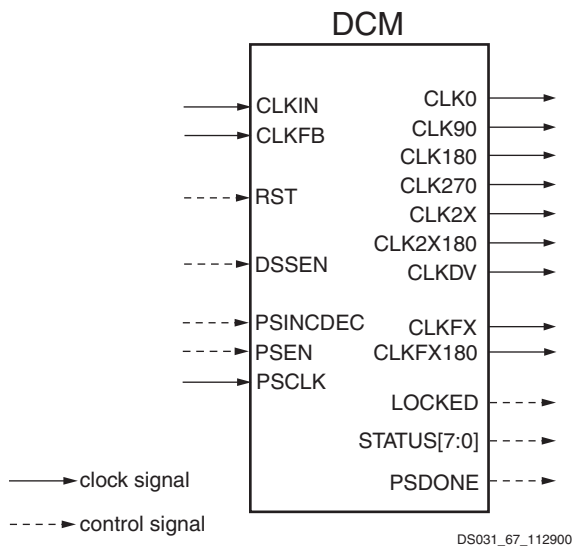 DCM
CLKIN
CLKFB
RST
DSSEN
PSINCDEC
PSEN
PSCLK
CLK0
CLK90
CLK180
CLK270
CLK2X
CLK2X180
CLKDV
CLKFX
CLKFX180
LOCKED
STATUS[7:0]
PSDONE
clock signal
control signal
DS031_67_112900